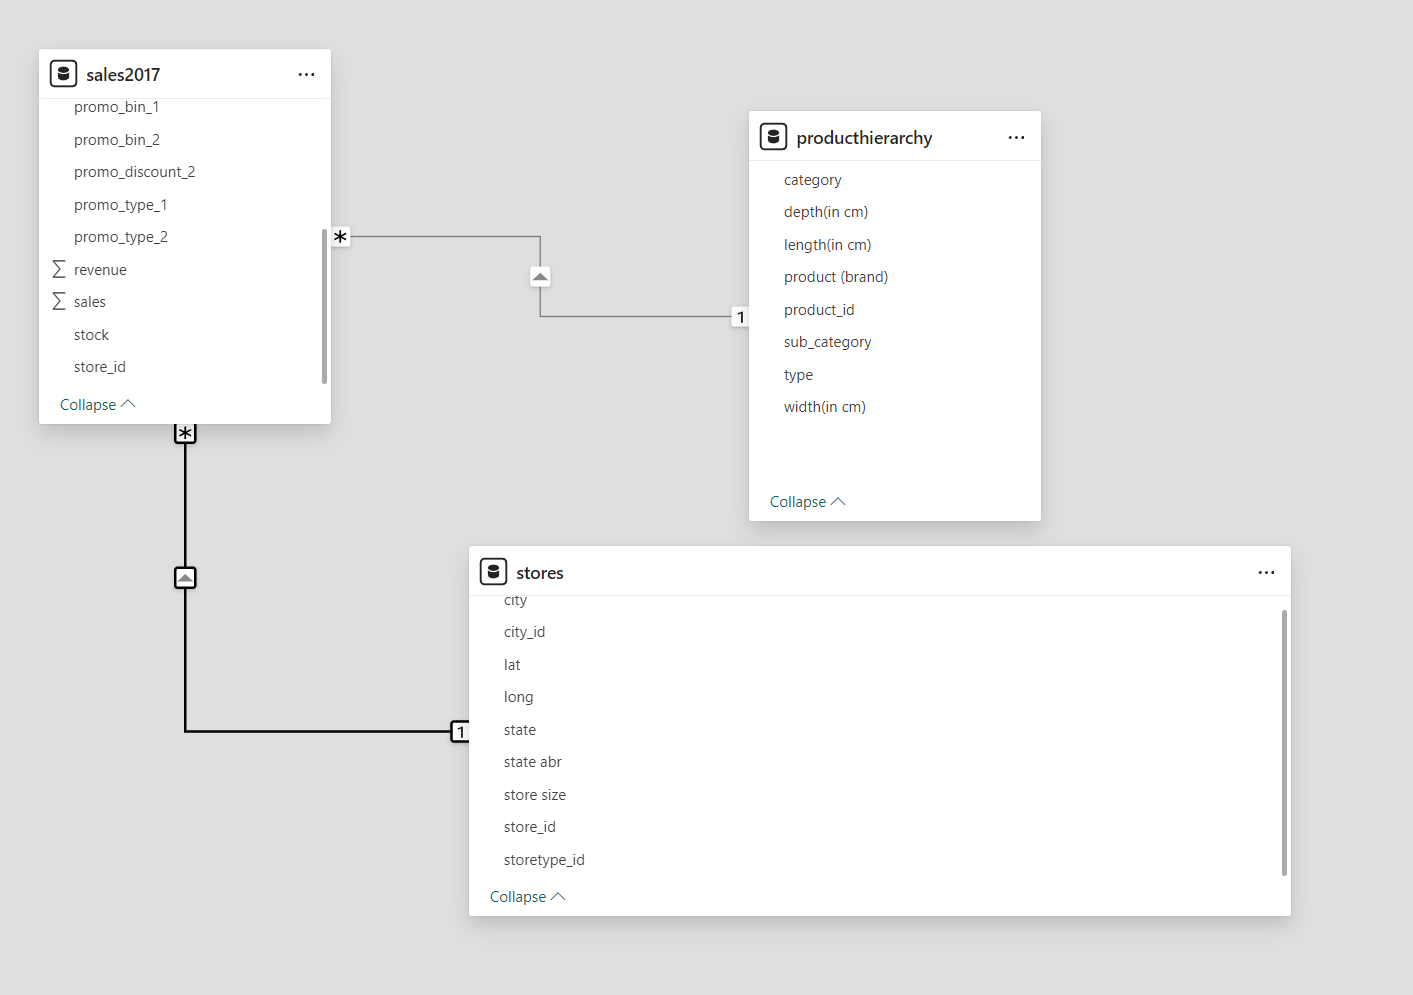 sales2017
promo_bin_1
promo_bin_2
promo_discount_2
promo_type_1
promo_type_2
∑ revenue
∑ sales
stock
store_id
Collapse
*
1
producthierarchy
category
depth(in cm)
length(in cm)
product (brand)
product_id
sub_category
type
width(in cm)
Collapse
*
1
stores
city
city_id
lat
long
state
state abr
store size
store_id
storetype_id
Collapse